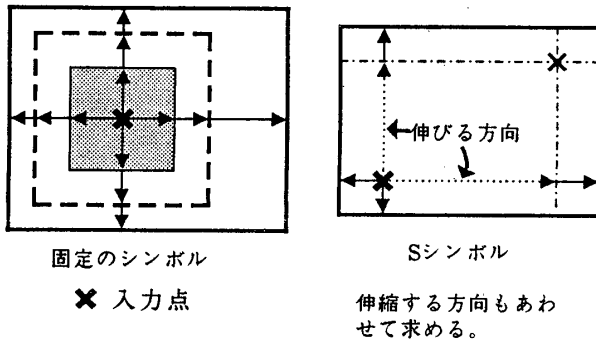 伸びる方向
固定のシンボル
✖ 入力点
Sシンボル
伸縮する方向もあわ
せて求める。